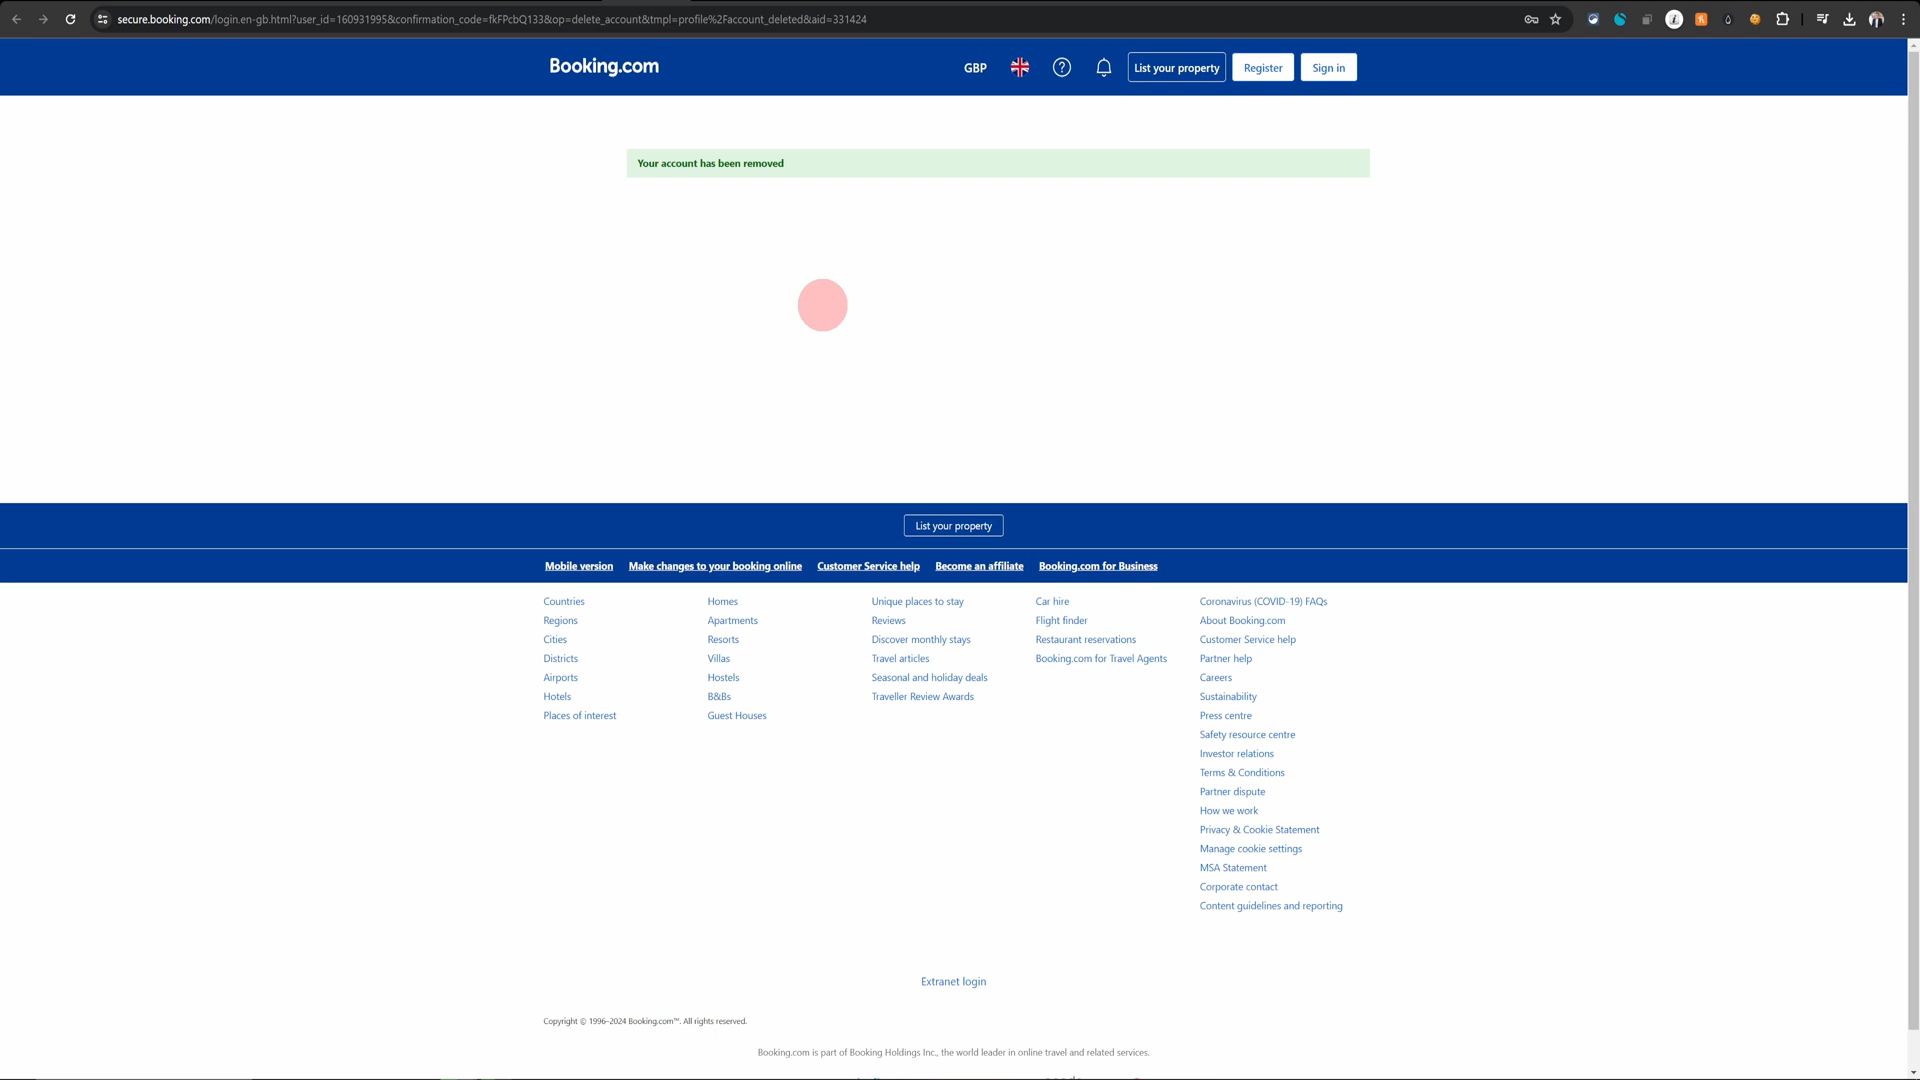 secure.booking.com/login.en-gb.html?user_id=160931995&confirmation_code=fkFPcbQ133&op=delete_account&tmpl=profile%2Faccount_deleted&aid=331424
Booking.com
GBP
List your property
Register
Sign in
Your account has been removed
List your property
Mobile version
Make changes to your booking online
Customer Service help
Become an affiliate
Booking.com for Business
Countries
Regions
Cities
Districts
Airports
Hotels
Places of interest
Homes
Apartments
Resorts
Villas
Hostels
B&Bs
Guest Houses
Unique places to stay
Reviews
Discover monthly stays
Travel articles
Seasonal and holiday deals
Traveller Review Awards
Car hire
Flight finder
Restaurant reservations
Booking.com for Travel Agents
Coronavirus (COVID-19) FAQs
About Booking.com
Customer Service help
Partner help
Careers
Sustainability
Press centre
Safety resource centre
Investor relations
Terms & Conditions
Partner dispute
How we work
Privacy & Cookie Statement
Manage cookie settings
MSA Statement
Corporate contact
Content guidelines and reporting
Extranet login
Copyright © 1996–2024 Booking.com™. All rights reserved.
Booking.com is part of Booking Holdings Inc., the world leader in online travel and related services.